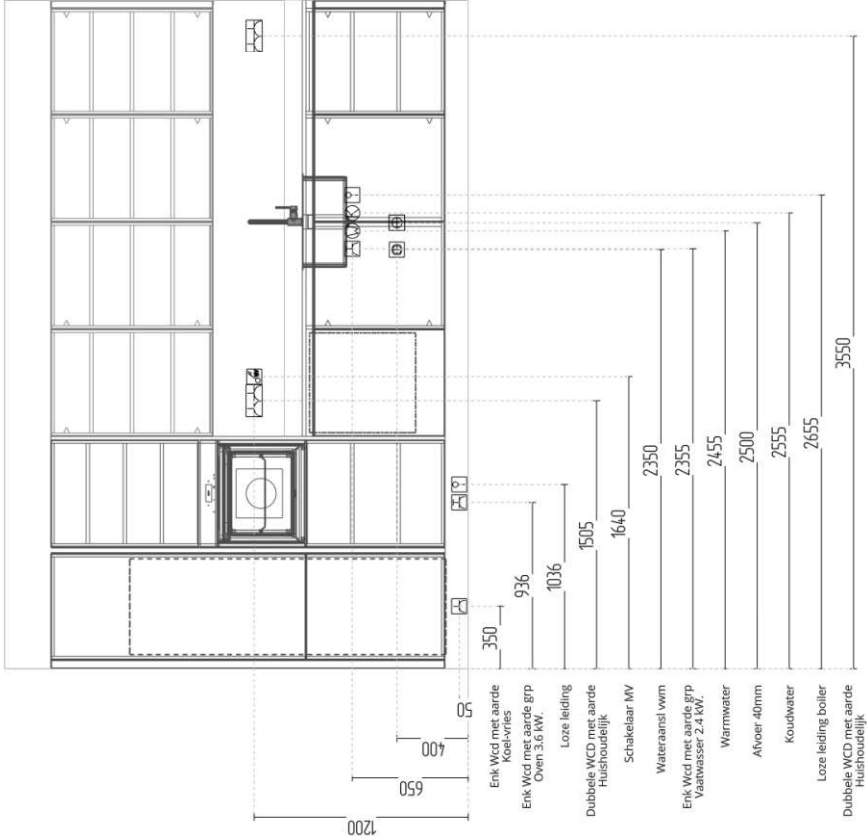 1200
650
400
50
Enk Wcd met aarde
Koel-vries
350
Enk Wcd met aarde grp
Oven 3.6 kW.
936
Loze leiding
1036
Dubbele WCD met aarde
Huishoudelijk
1505
Schakelaar MV
1640
Wateraansl vwm
2350
Enk Wcd met aarde grp
Vaatwasser 2.4 kW.
2355
Warmwater
2455
Afvoer 40mm
2500
Koudwater
2555
Loze leiding boiler
2655
Dubbele WCD met aarde
Huishoudelijk
3550